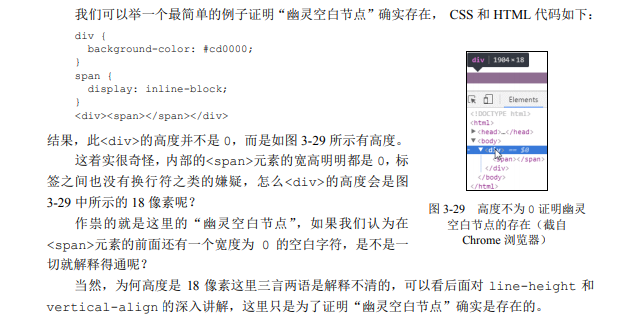 我们可以举一个最简单的例子证明“幽灵空白节点”确实存在，CSS 和 HTML 代码如下：
div {
  background-color: #cd0000;
}
span {
  display: inline-block;
}
<div><span></span></div>
结果，此<div>的高度并不是 0，而是如图 3-29 所示有高度。
这着实很奇怪，内部的<span>元素的宽高明明都是 0，标
签之间也没有换行符之类的嫌疑，怎么<div>的高度会是图
3-29 中所示的 18 像素呢？
作祟的就是这里的“幽灵空白节点”，如果我们认为在
<span>元素的前面还有一个宽度为 0 的空白字符，是不是一
切就解释得通呢？
div | 1904×18
Elements
<!DOCTYPE html>
<html>
<head>…</head>
<body>
<div> == $0
<span></span>
</div>
</body>
</html>
图 3-29 高度不为 0 证明幽灵
空白节点的存在（截自
Chrome 浏览器）
当然，为何高度是 18 像素这里三言两语是解释不清的，可以看后面对 line-height 和
vertical-align 的深入讲解，这里只是为了证明“幽灵空白节点”确实是存在的。